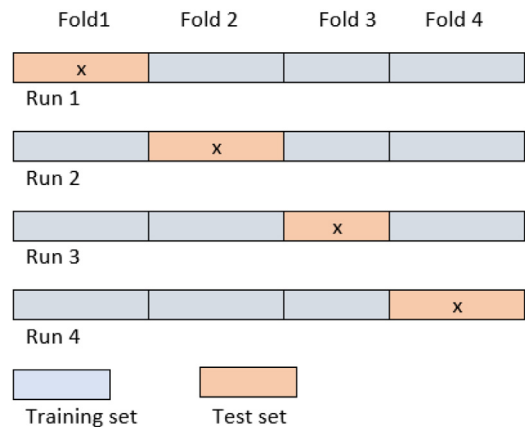 Fold1 Fold 2 Fold 3 Fold 4
x
Run 1
x
Run 2
x
Run 3
x
Run 4
Training set Test set